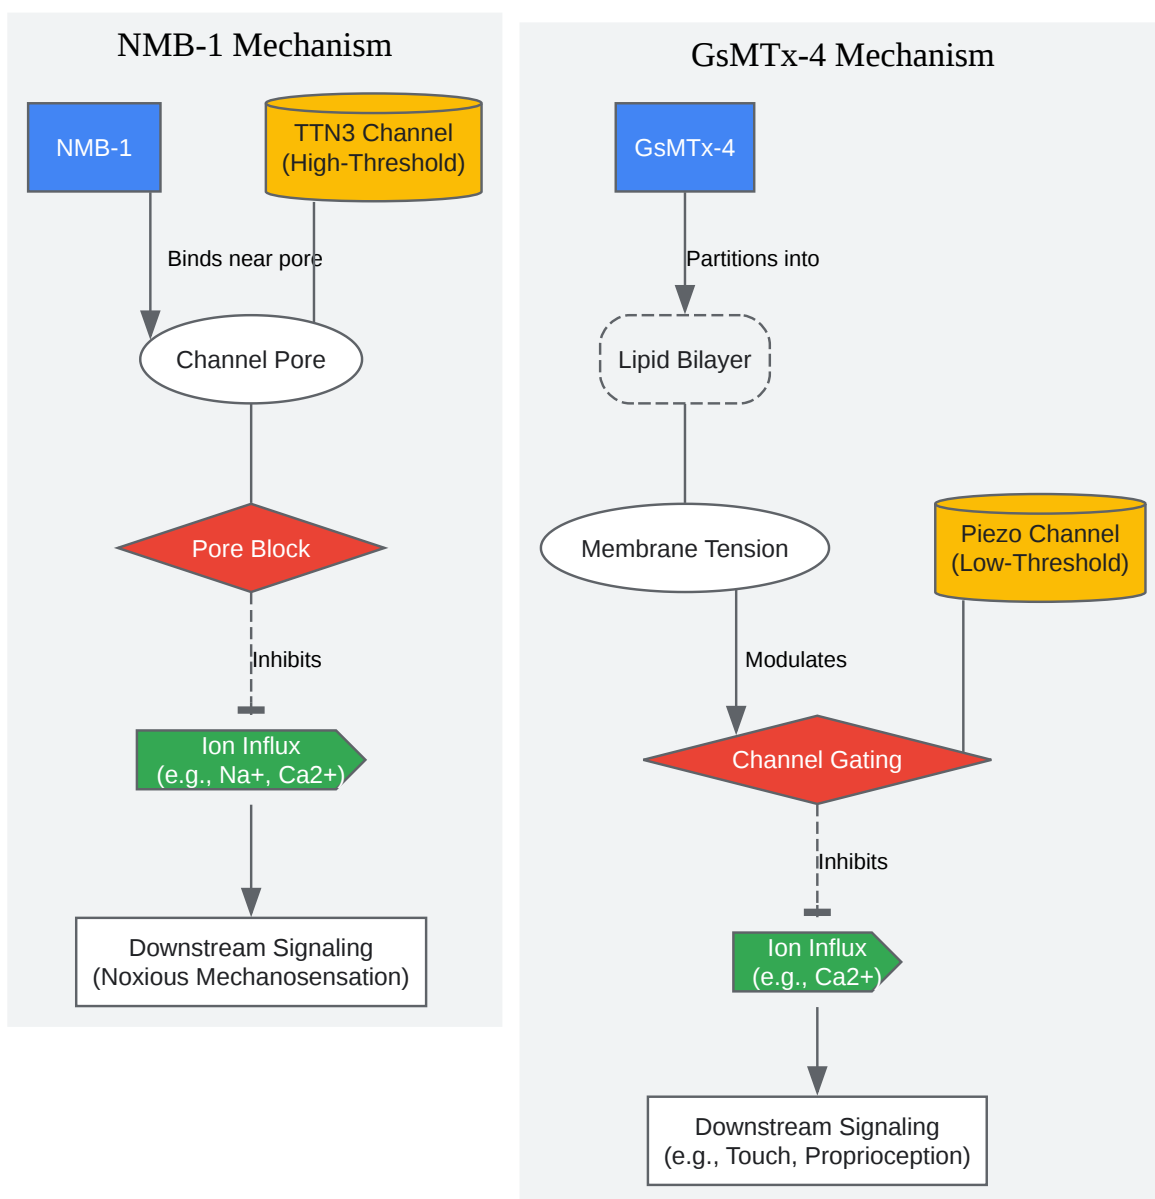 NMB-1 Mechanism
NMB-1
TTN3 Channel
(High-Threshold)
Binds near pore
Channel Pore
Pore Block
Inhibits
Ion Influx
(e.g., Na+, Ca2+)
Downstream Signaling
(Noxious Mechanosensation)
GsMTx-4 Mechanism
GsMTx-4
Partitions into
Lipid Bilayer
Membrane Tension
Piezo Channel
(Low-Threshold)
Modulates
Channel Gating
Inhibits
Ion Influx
(e.g., Ca2+)
Downstream Signaling
(e.g., Touch, Proprioception)